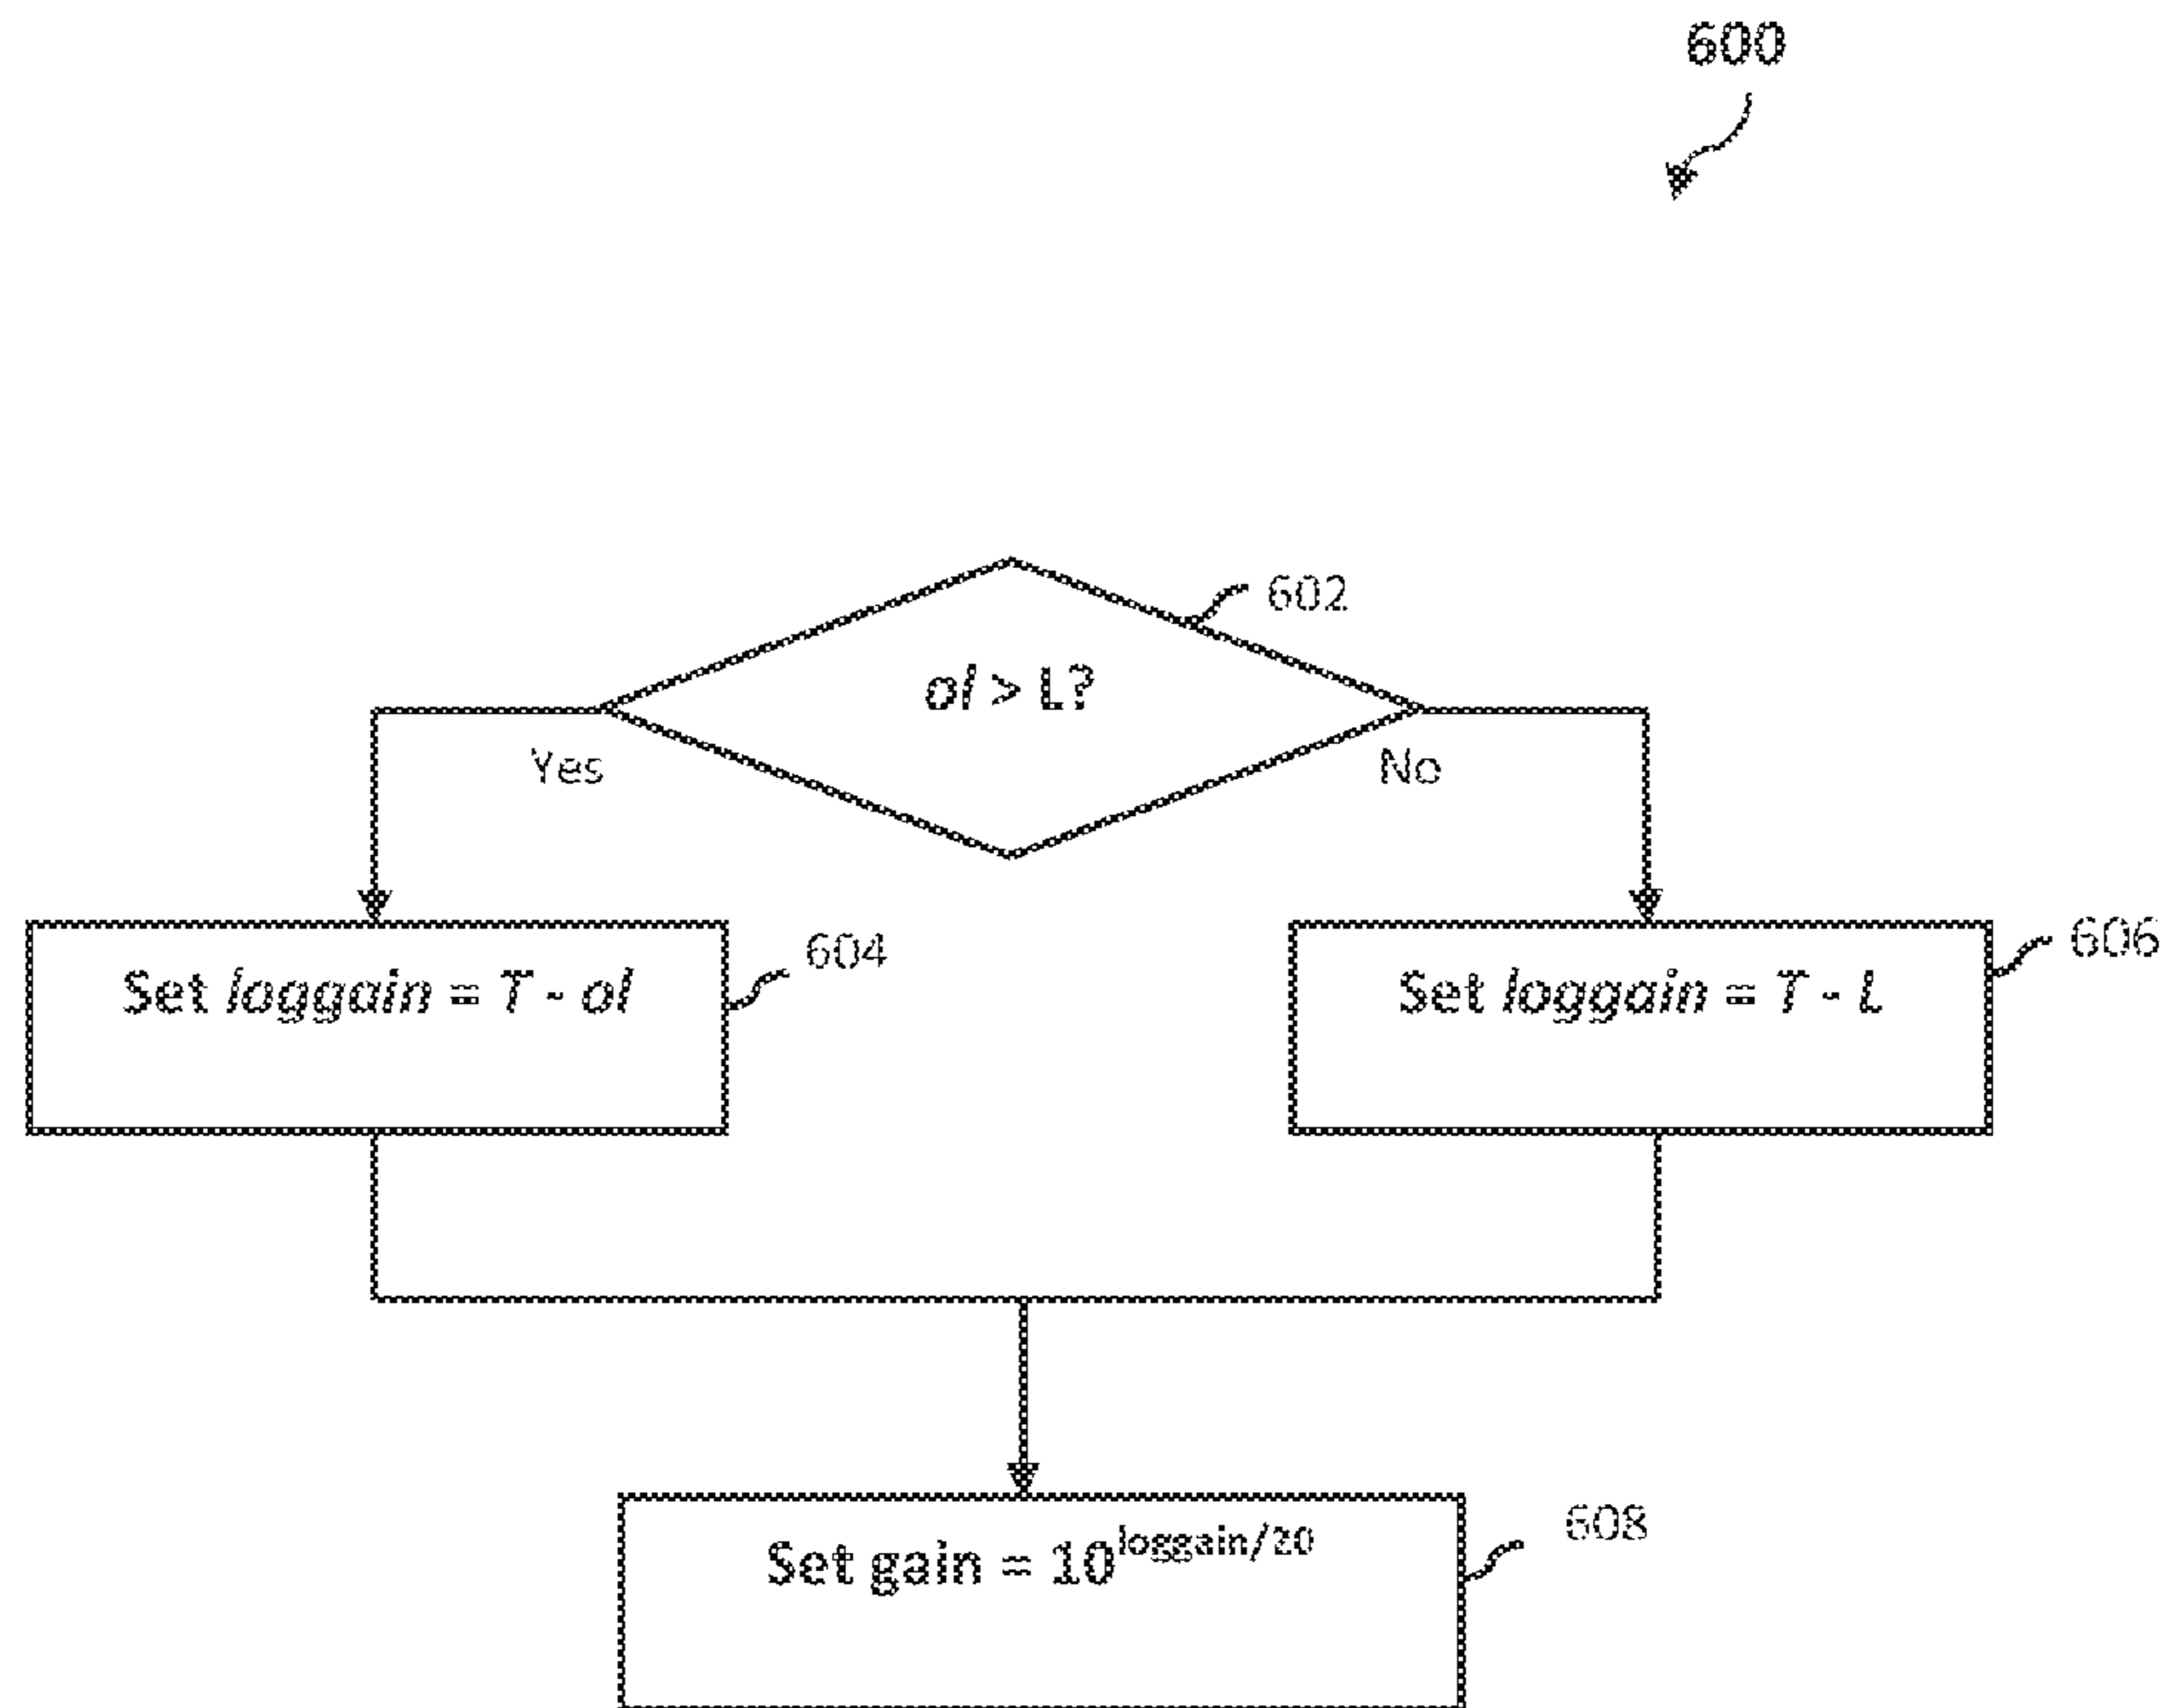 600
602
ol > L?
Yes
No
604
606
Set loggain = T - ol
Set loggain = T - L
608
Set gain = 10^loggain/20